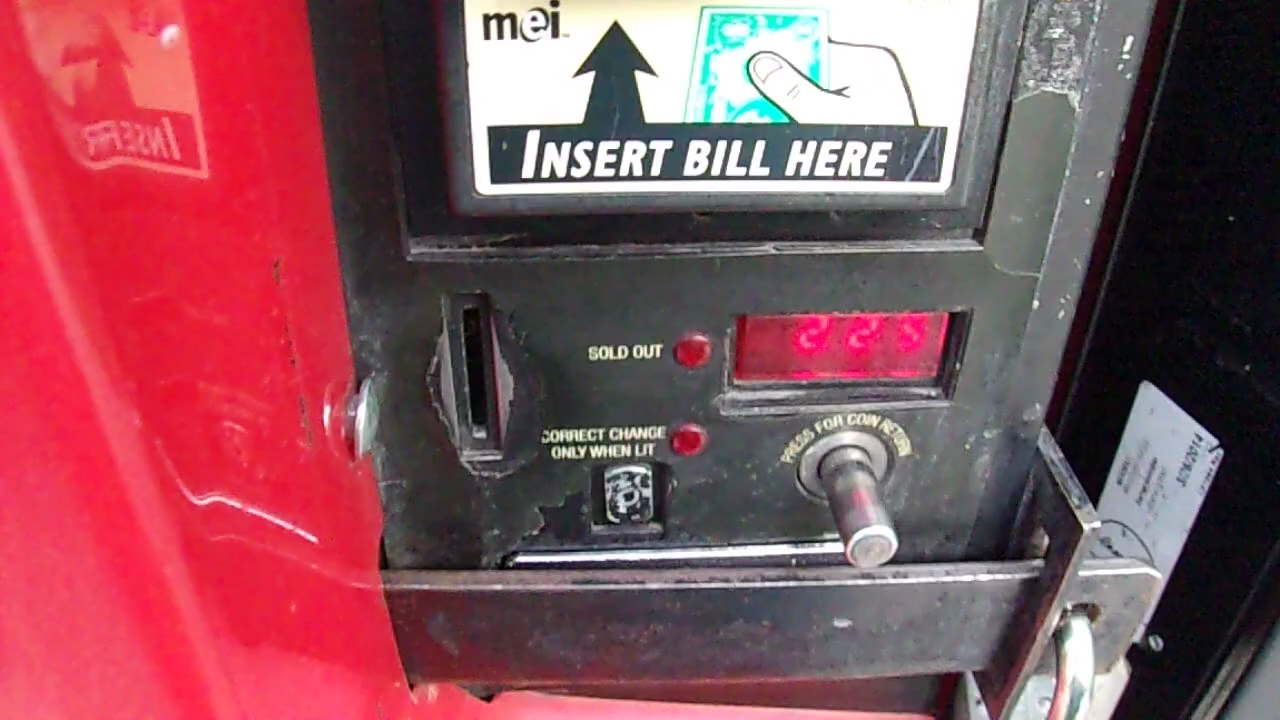 mei
INSERT BILL HERE
SOLD OUT
CORRECT CHANGE
ONLY WHEN LIT
PRESS FOR COIN RETURN